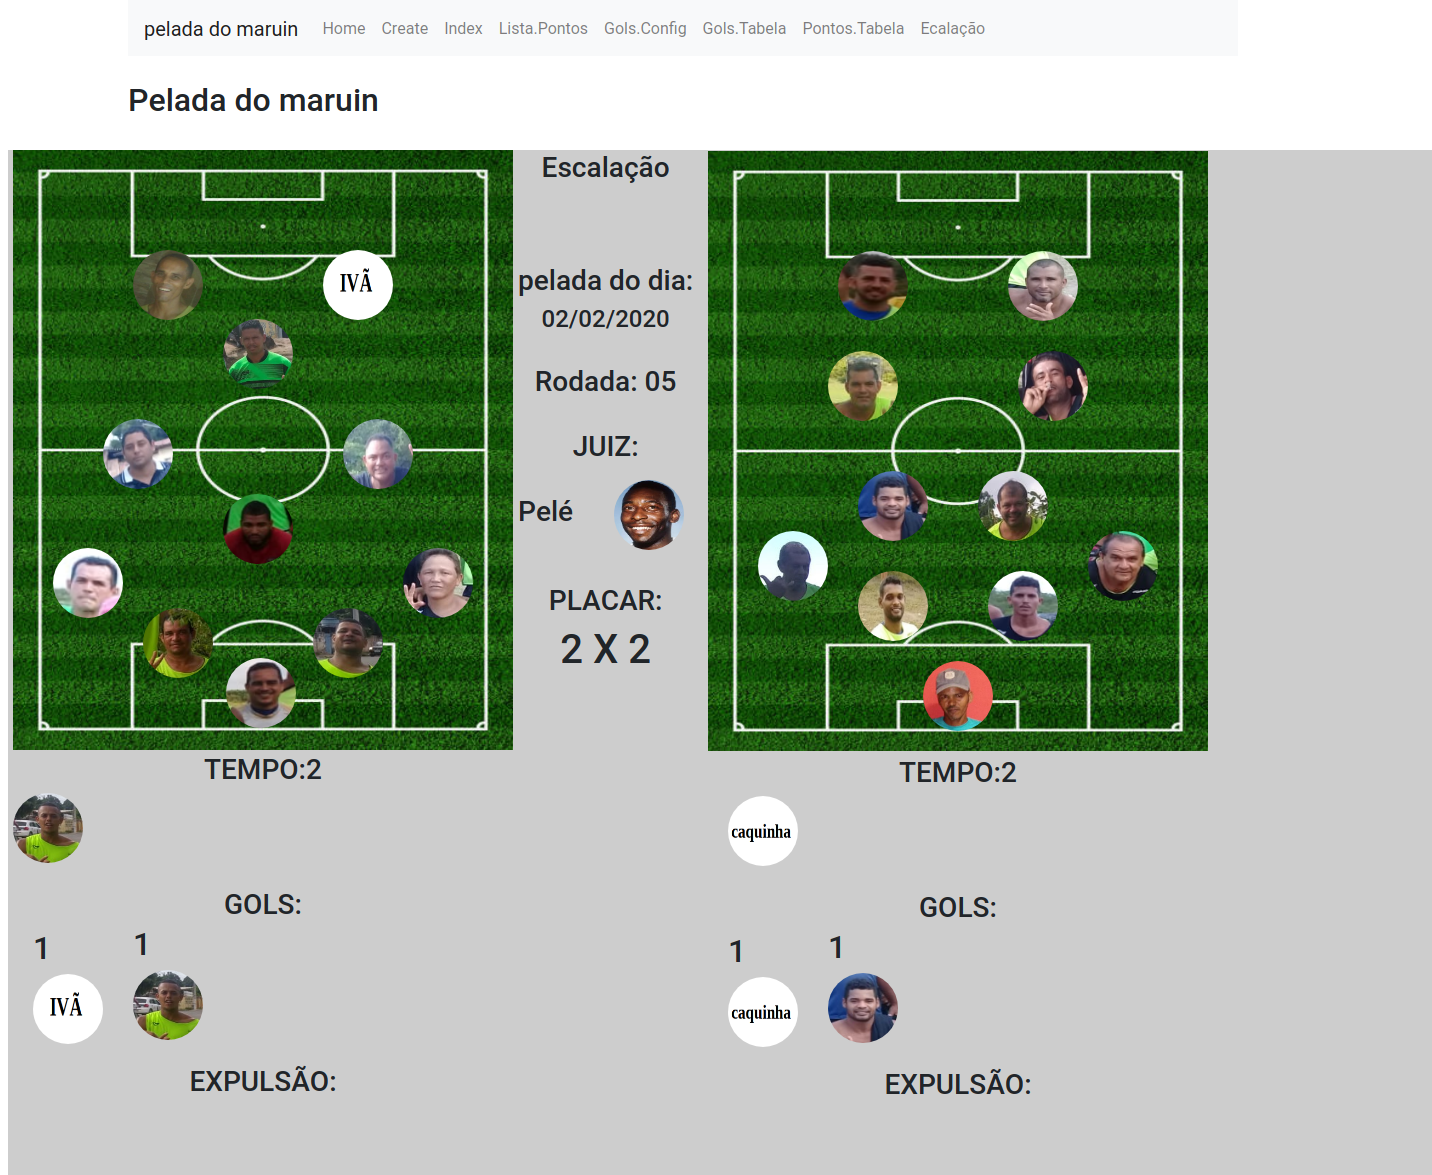 pelada do maruin Home Create Index Lista.Pontos Gols.Config Gols.Tabela Pontos.Tabela Ecalação
Pelada do maruin
IVÃ
TEMPO:2
GOLS:
1 1
IVÃ
EXPULSÃO:
Escalação
pelada do dia:
02/02/2020
Rodada: 05
JUIZ:
Pelé
PLACAR:
2 X 2
TEMPO:2
caquinha
GOLS:
1 1
caquinha
EXPULSÃO: